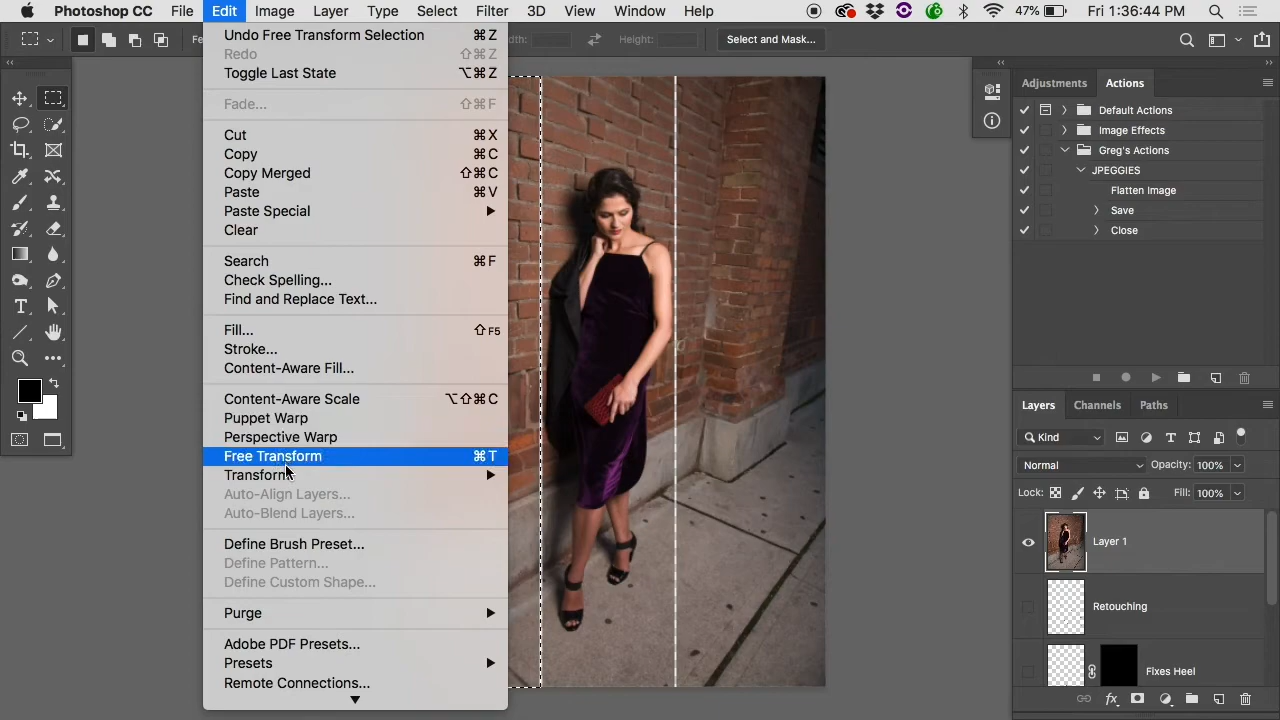 Photoshop CC File Edit Image Layer Type Select Filter 3D View Window Help 47% Fri 1:36:44 PM
Width: Height: Select and Mask...
Undo Free Transform Selection ⌘Z
Redo ⇧⌘Z
Toggle Last State ⌥⌘Z
Fade... ⇧⌘F
Cut ⌘X
Copy ⌘C
Copy Merged ⇧⌘C
Paste ⌘V
Paste Special
Clear
Search ⌘F
Check Spelling...
Find and Replace Text...
Fill... ⇧F5
Stroke...
Content-Aware Fill...
Content-Aware Scale ⌥⇧⌘C
Puppet Warp
Perspective Warp
Free Transform ⌘T
Transform
Auto-Align Layers...
Auto-Blend Layers...
Define Brush Preset...
Define Pattern...
Define Custom Shape...
Purge
Adobe PDF Presets...
Presets
Remote Connections...
Adjustments Actions
Default Actions
Image Effects
Greg's Actions
JPEGGIES
Flatten Image
Save
Close
Layers Channels Paths
Kind
Normal Opacity: 100%
Lock: Fill: 100%
Layer 1
Retouching
Fixes Heel
fx